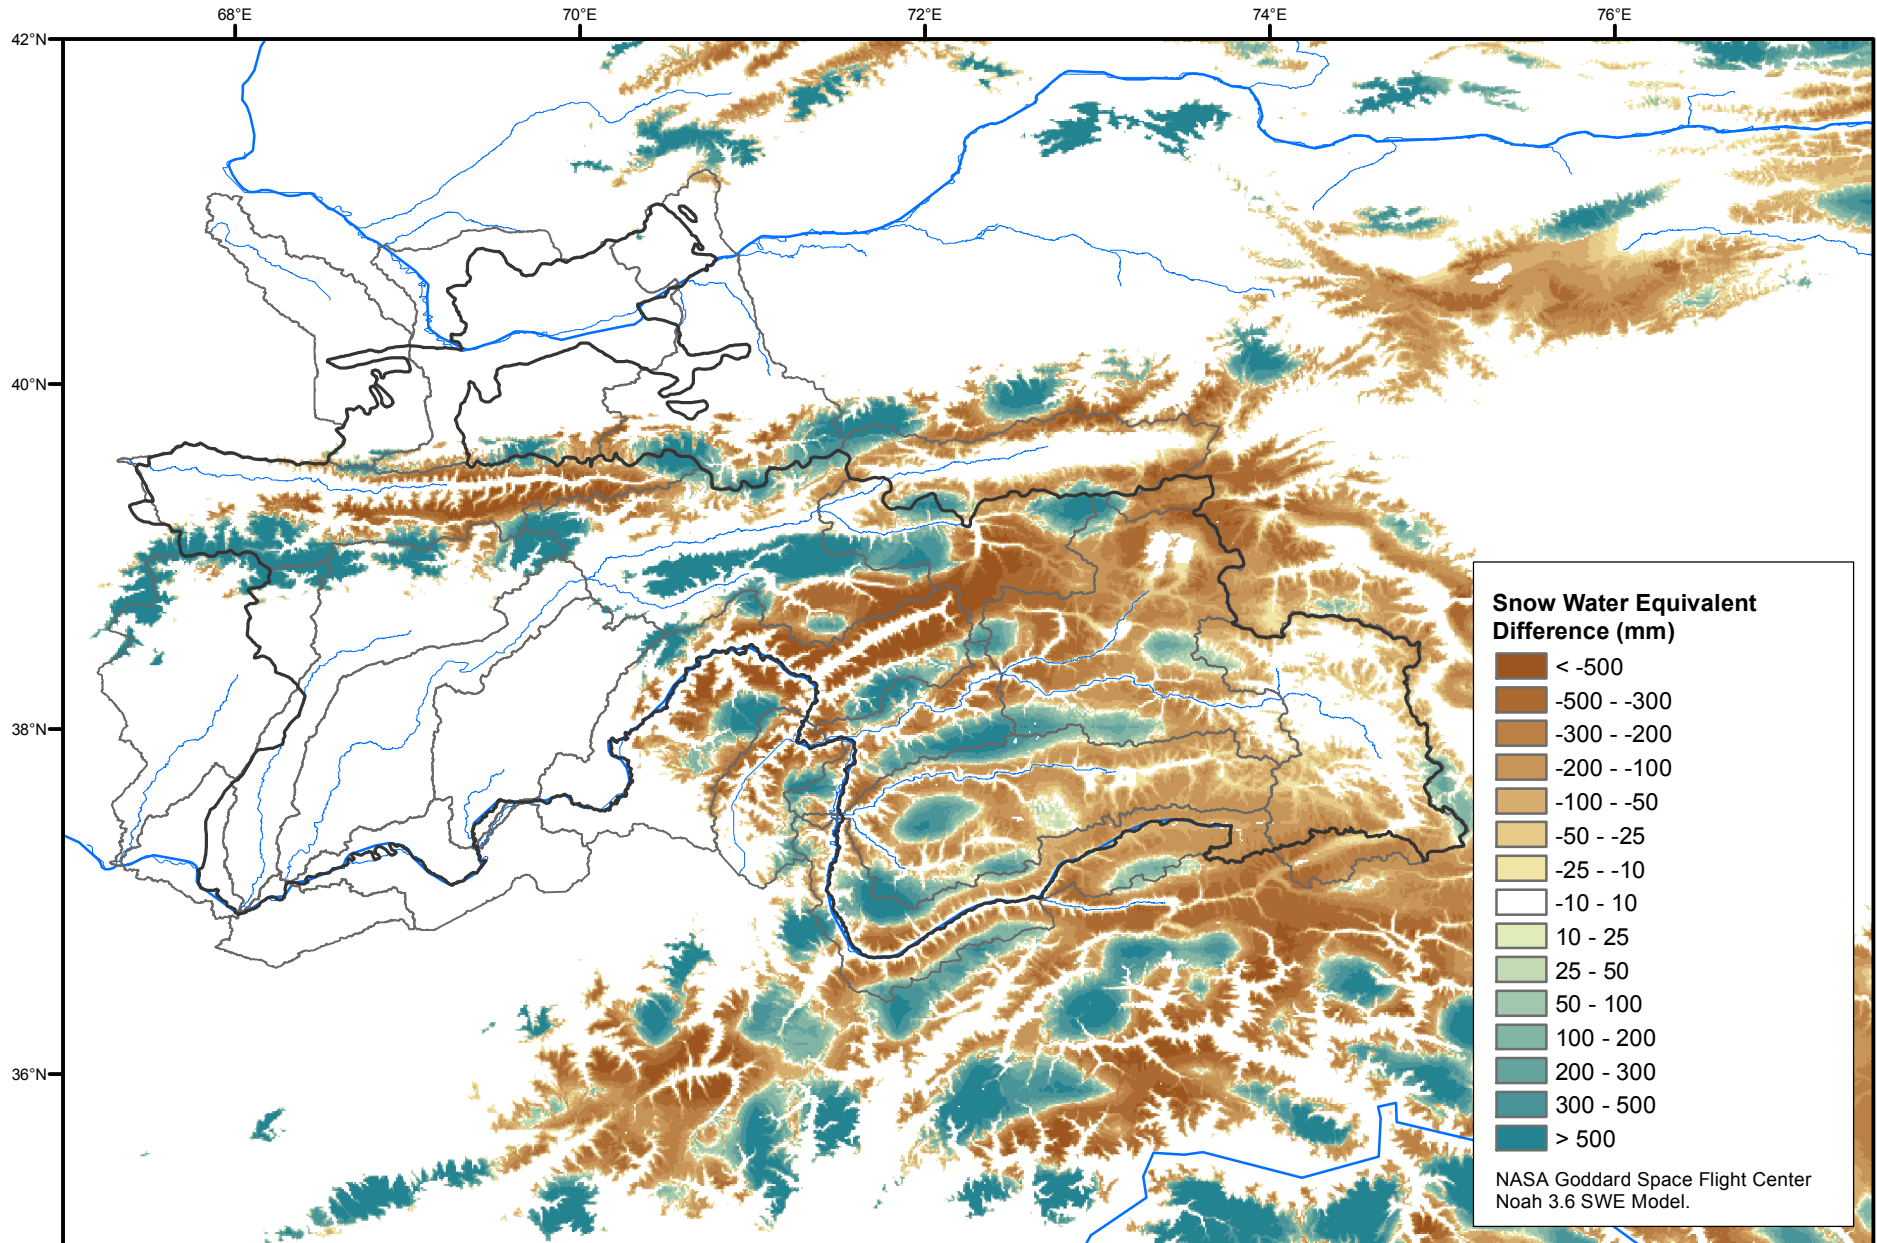 68°E 70°E 72°E 74°E 76°E
42°N
40°N
38°N
36°N
Snow Water Equivalent
Difference (mm)
< -500
-500 - -300
-300 - -200
-200 - -100
-100 - -50
-50 - -25
-25 - -10
-10 - 10
10 - 25
25 - 50
50 - 100
100 - 200
200 - 300
300 - 500
> 500
NASA Goddard Space Flight Center
Noah 3.6 SWE Model.